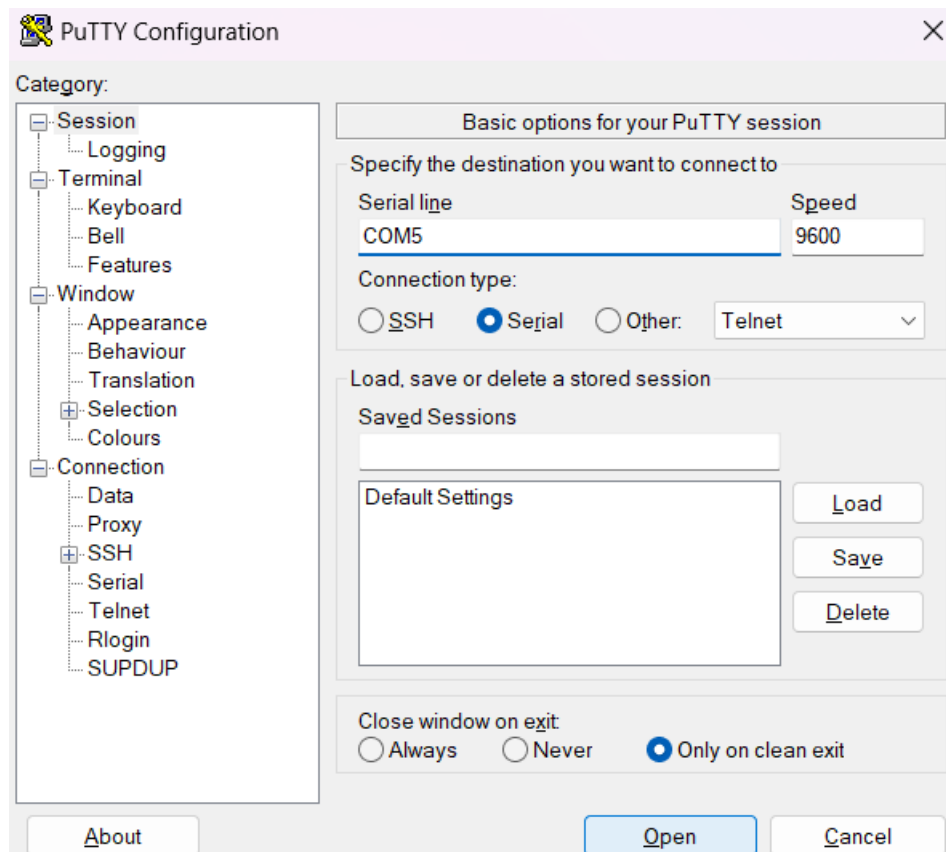 PuTTY Configuration
Category:
Session
Logging
Terminal
Keyboard
Bell
Features
Window
Appearance
Behaviour
Translation
Selection
Colours
Connection
Data
Proxy
SSH
Serial
Telnet
Rlogin
SUPDUP
Basic options for your PuTTY session
Specify the destination you want to connect to
Serial line Speed
COM5 9600
Connection type:
SSH Serial Other: Telnet
Load, save or delete a stored session
Saved Sessions
Default Settings
Load
Save
Delete
Close window on exit:
Always Never Only on clean exit
About Open Cancel